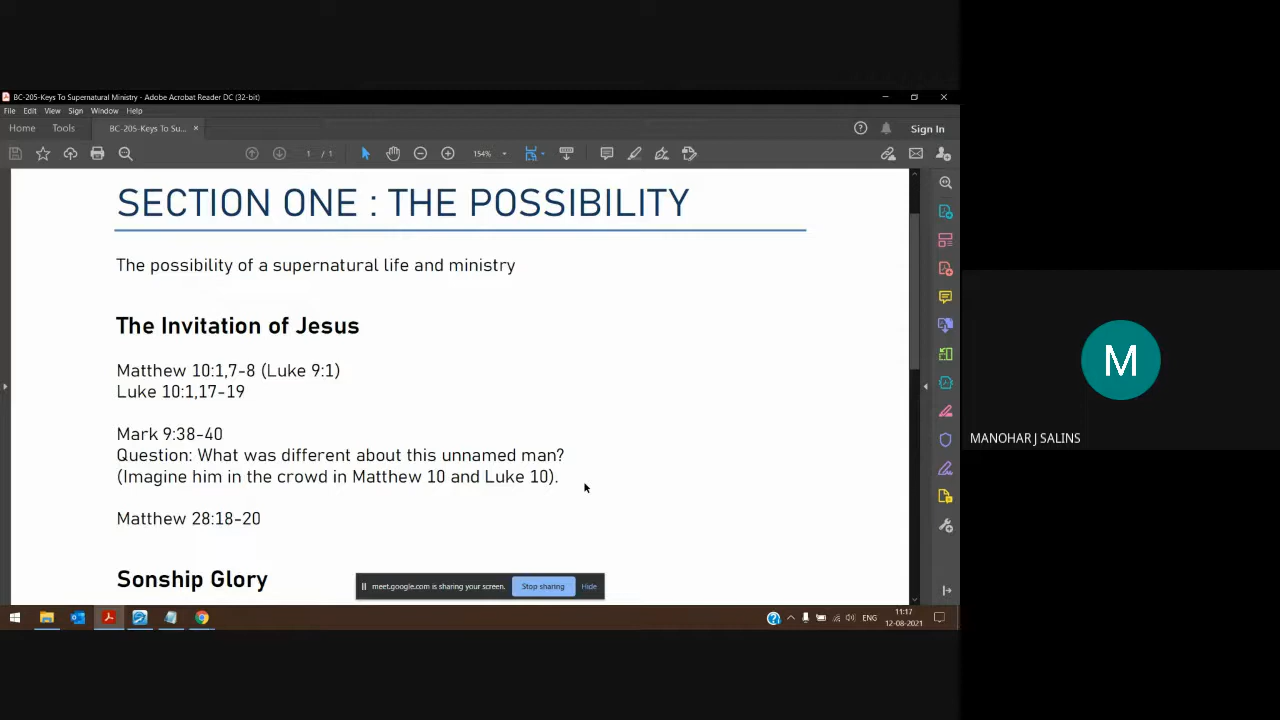 BC-205-Keys To Supernatural Ministry - Adobe Acrobat Reader DC (32-bit)
File Edit View Sign Window Help
Home Tools BC-205-Keys To Su... × Sign In
1 / 1 154%
SECTION ONE : THE POSSIBILITY
The possibility of a supernatural life and ministry
The Invitation of Jesus
Matthew 10:1,7-8 (Luke 9:1)
Luke 10:1,17-19
Mark 9:38-40
Question: What was different about this unnamed man?
(Imagine him in the crowd in Matthew 10 and Luke 10).
Matthew 28:18-20
Sonship Glory
meet.google.com is sharing your screen. Stop sharing Hide
ENG
11:17
12-08-2021
M
MANOHAR J SALINS